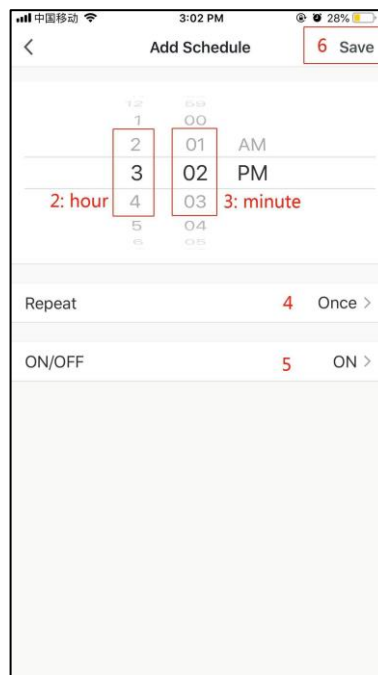 中国移动 3:02 PM 28%
Add Schedule 6 Save
12 59
1 00
2 01 AM
3 02 PM
2: hour 4 03 3: minute
5 04
6 05
Repeat 4 Once >
ON/OFF 5 ON >